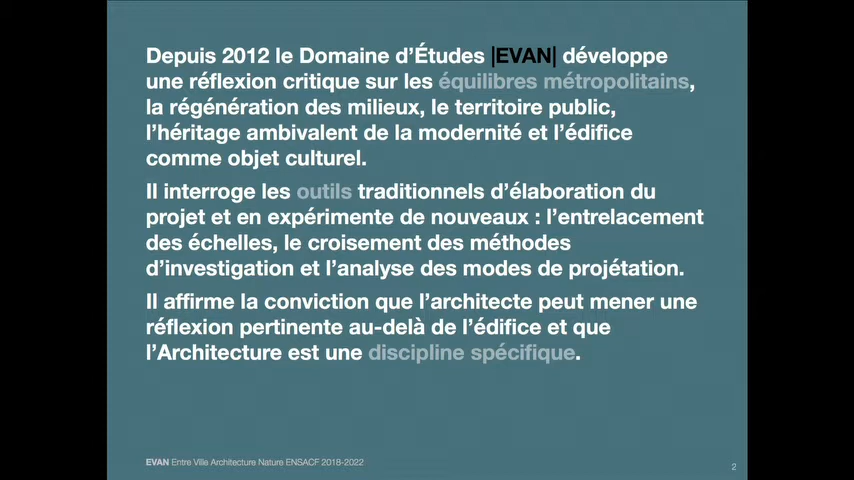 Depuis 2012 le Domaine d’Études |EVAN| développe
une réflexion critique sur les équilibres métropolitains,
la régénération des milieux, le territoire public,
l’héritage ambivalent de la modernité et l’édifice
comme objet culturel.
Il interroge les outils traditionnels d’élaboration du
projet et en expérimente de nouveaux : l’entrelacement
des échelles, le croisement des méthodes
d’investigation et l’analyse des modes de projétation.
Il affirme la conviction que l’architecte peut mener une
réflexion pertinente au-delà de l’édifice et que
l’Architecture est une discipline spécifique.
EVAN Entre Ville Architecture Nature ENSACF 2018-2022
2